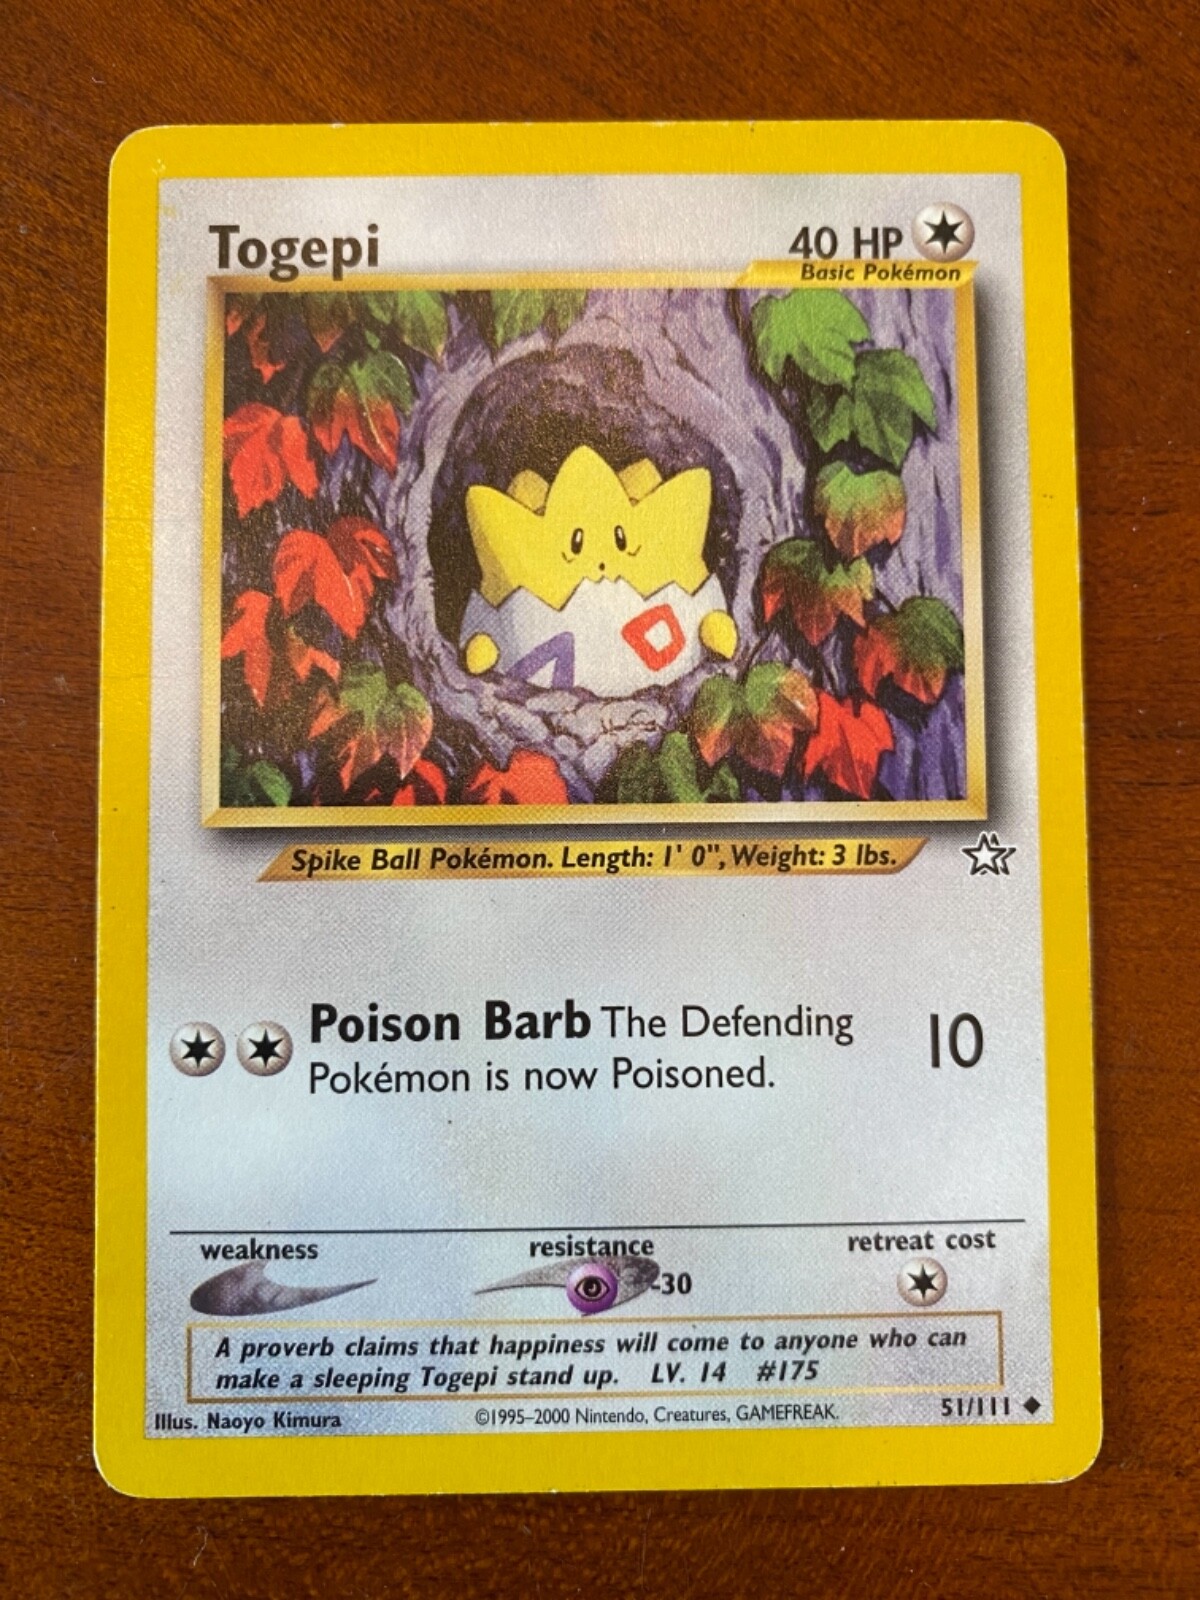 Togepi
40 HP
Basic Pokémon
Spike Ball Pokémon. Length: 1' 0", Weight: 3 lbs.
Poison Barb The Defending
Pokémon is now Poisoned.
10
weakness
resistance
-30
retreat cost
A proverb claims that happiness will come to anyone who can
make a sleeping Togepi stand up. LV. 14 #175
Illus. Naoyo Kimura
©1995–2000 Nintendo, Creatures, GAMEFREAK.
51/111